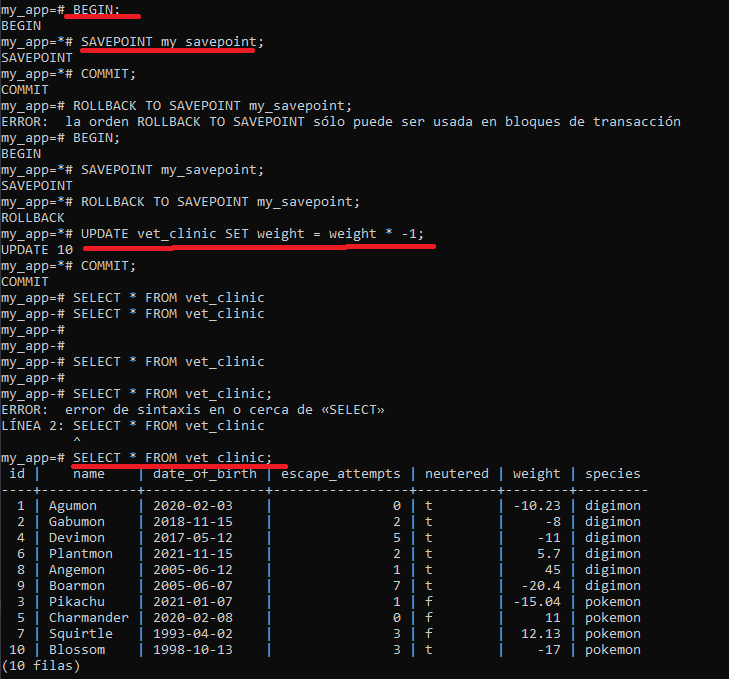 my_app=# BEGIN;
BEGIN
my_app=*# SAVEPOINT my_savepoint;
SAVEPOINT
my_app=*# COMMIT;
COMMIT
my_app=# ROLLBACK TO SAVEPOINT my_savepoint;
ERROR:  la orden ROLLBACK TO SAVEPOINT sólo puede ser usada en bloques de transacción
my_app=# BEGIN;
BEGIN
my_app=*# SAVEPOINT my_savepoint;
SAVEPOINT
my_app=*# ROLLBACK TO SAVEPOINT my_savepoint;
ROLLBACK
my_app=*# UPDATE vet_clinic SET weight = weight * -1;
UPDATE 10
my_app=*# COMMIT;
COMMIT
my_app=# SELECT * FROM vet_clinic
my_app-# SELECT * FROM vet_clinic
my_app-#
my_app-#
my_app-# SELECT * FROM vet_clinic
my_app-#
my_app-# SELECT * FROM vet_clinic;
ERROR:  error de sintaxis en o cerca de «SELECT»
LÍNEA 2: SELECT * FROM vet_clinic
         ^
my_app=# SELECT * FROM vet_clinic;
 id |    name    | date_of_birth | escape_attempts | neutered | weight | species
----+------------+---------------+-----------------+----------+--------+---------
  1 | Agumon     | 2020-02-03    |               0 | t        | -10.23 | digimon
  2 | Gabumon    | 2018-11-15    |               2 | t        |     -8 | digimon
  4 | Devimon    | 2017-05-12    |               5 | t        |    -11 | digimon
  6 | Plantmon   | 2021-11-15    |               2 | t        |    5.7 | digimon
  8 | Angemon    | 2005-06-12    |               1 | t        |     45 | digimon
  9 | Boarmon    | 2005-06-07    |               7 | t        |  -20.4 | digimon
  3 | Pikachu    | 2021-01-07    |               1 | f        | -15.04 | pokemon
  5 | Charmander | 2020-02-08    |               0 | f        |     11 | pokemon
  7 | Squirtle   | 1993-04-02    |               3 | f        |  12.13 | pokemon
 10 | Blossom    | 1998-10-13    |               3 | t        |    -17 | pokemon
(10 filas)